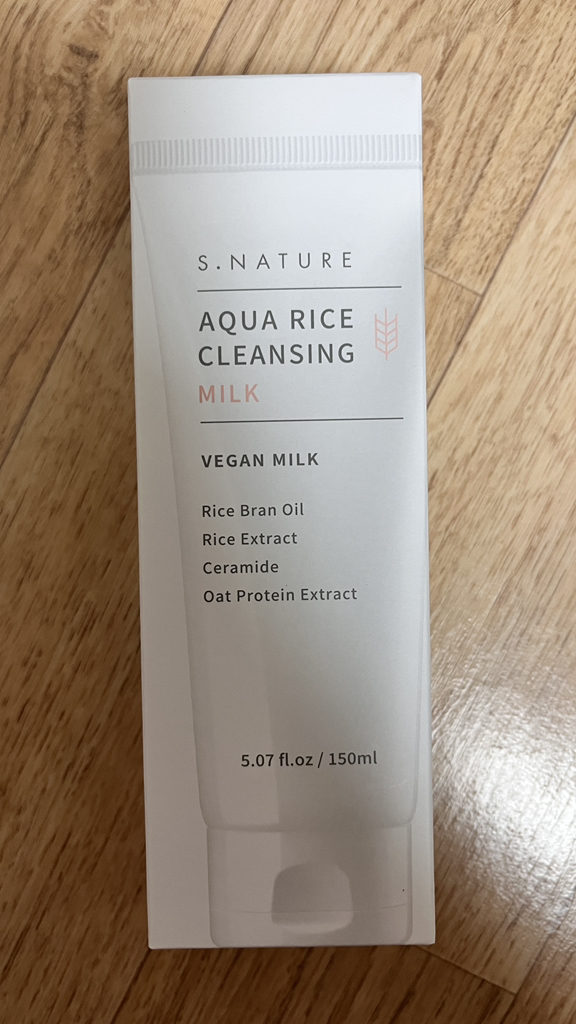 S.NATURE
AQUA RICE
CLEANSING
MILK
VEGAN MILK
Rice Bran Oil
Rice Extract
Ceramide
Oat Protein Extract
5.07 fl.oz / 150ml